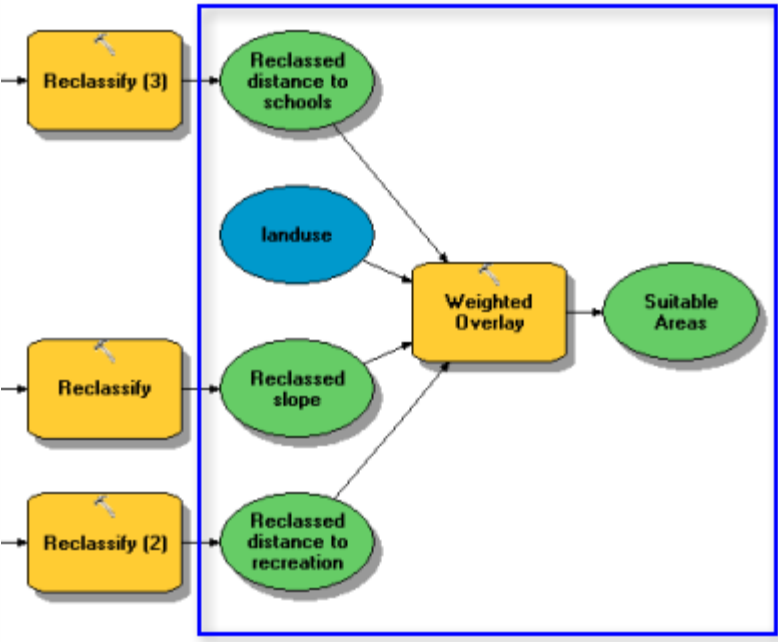 Reclassify (3)
Reclassed
distance to
schools
landuse
Weighted
Overlay
Suitable
Areas
Reclassify
Reclassed
slope
Reclassify (2)
Reclassed
distance to
recreation